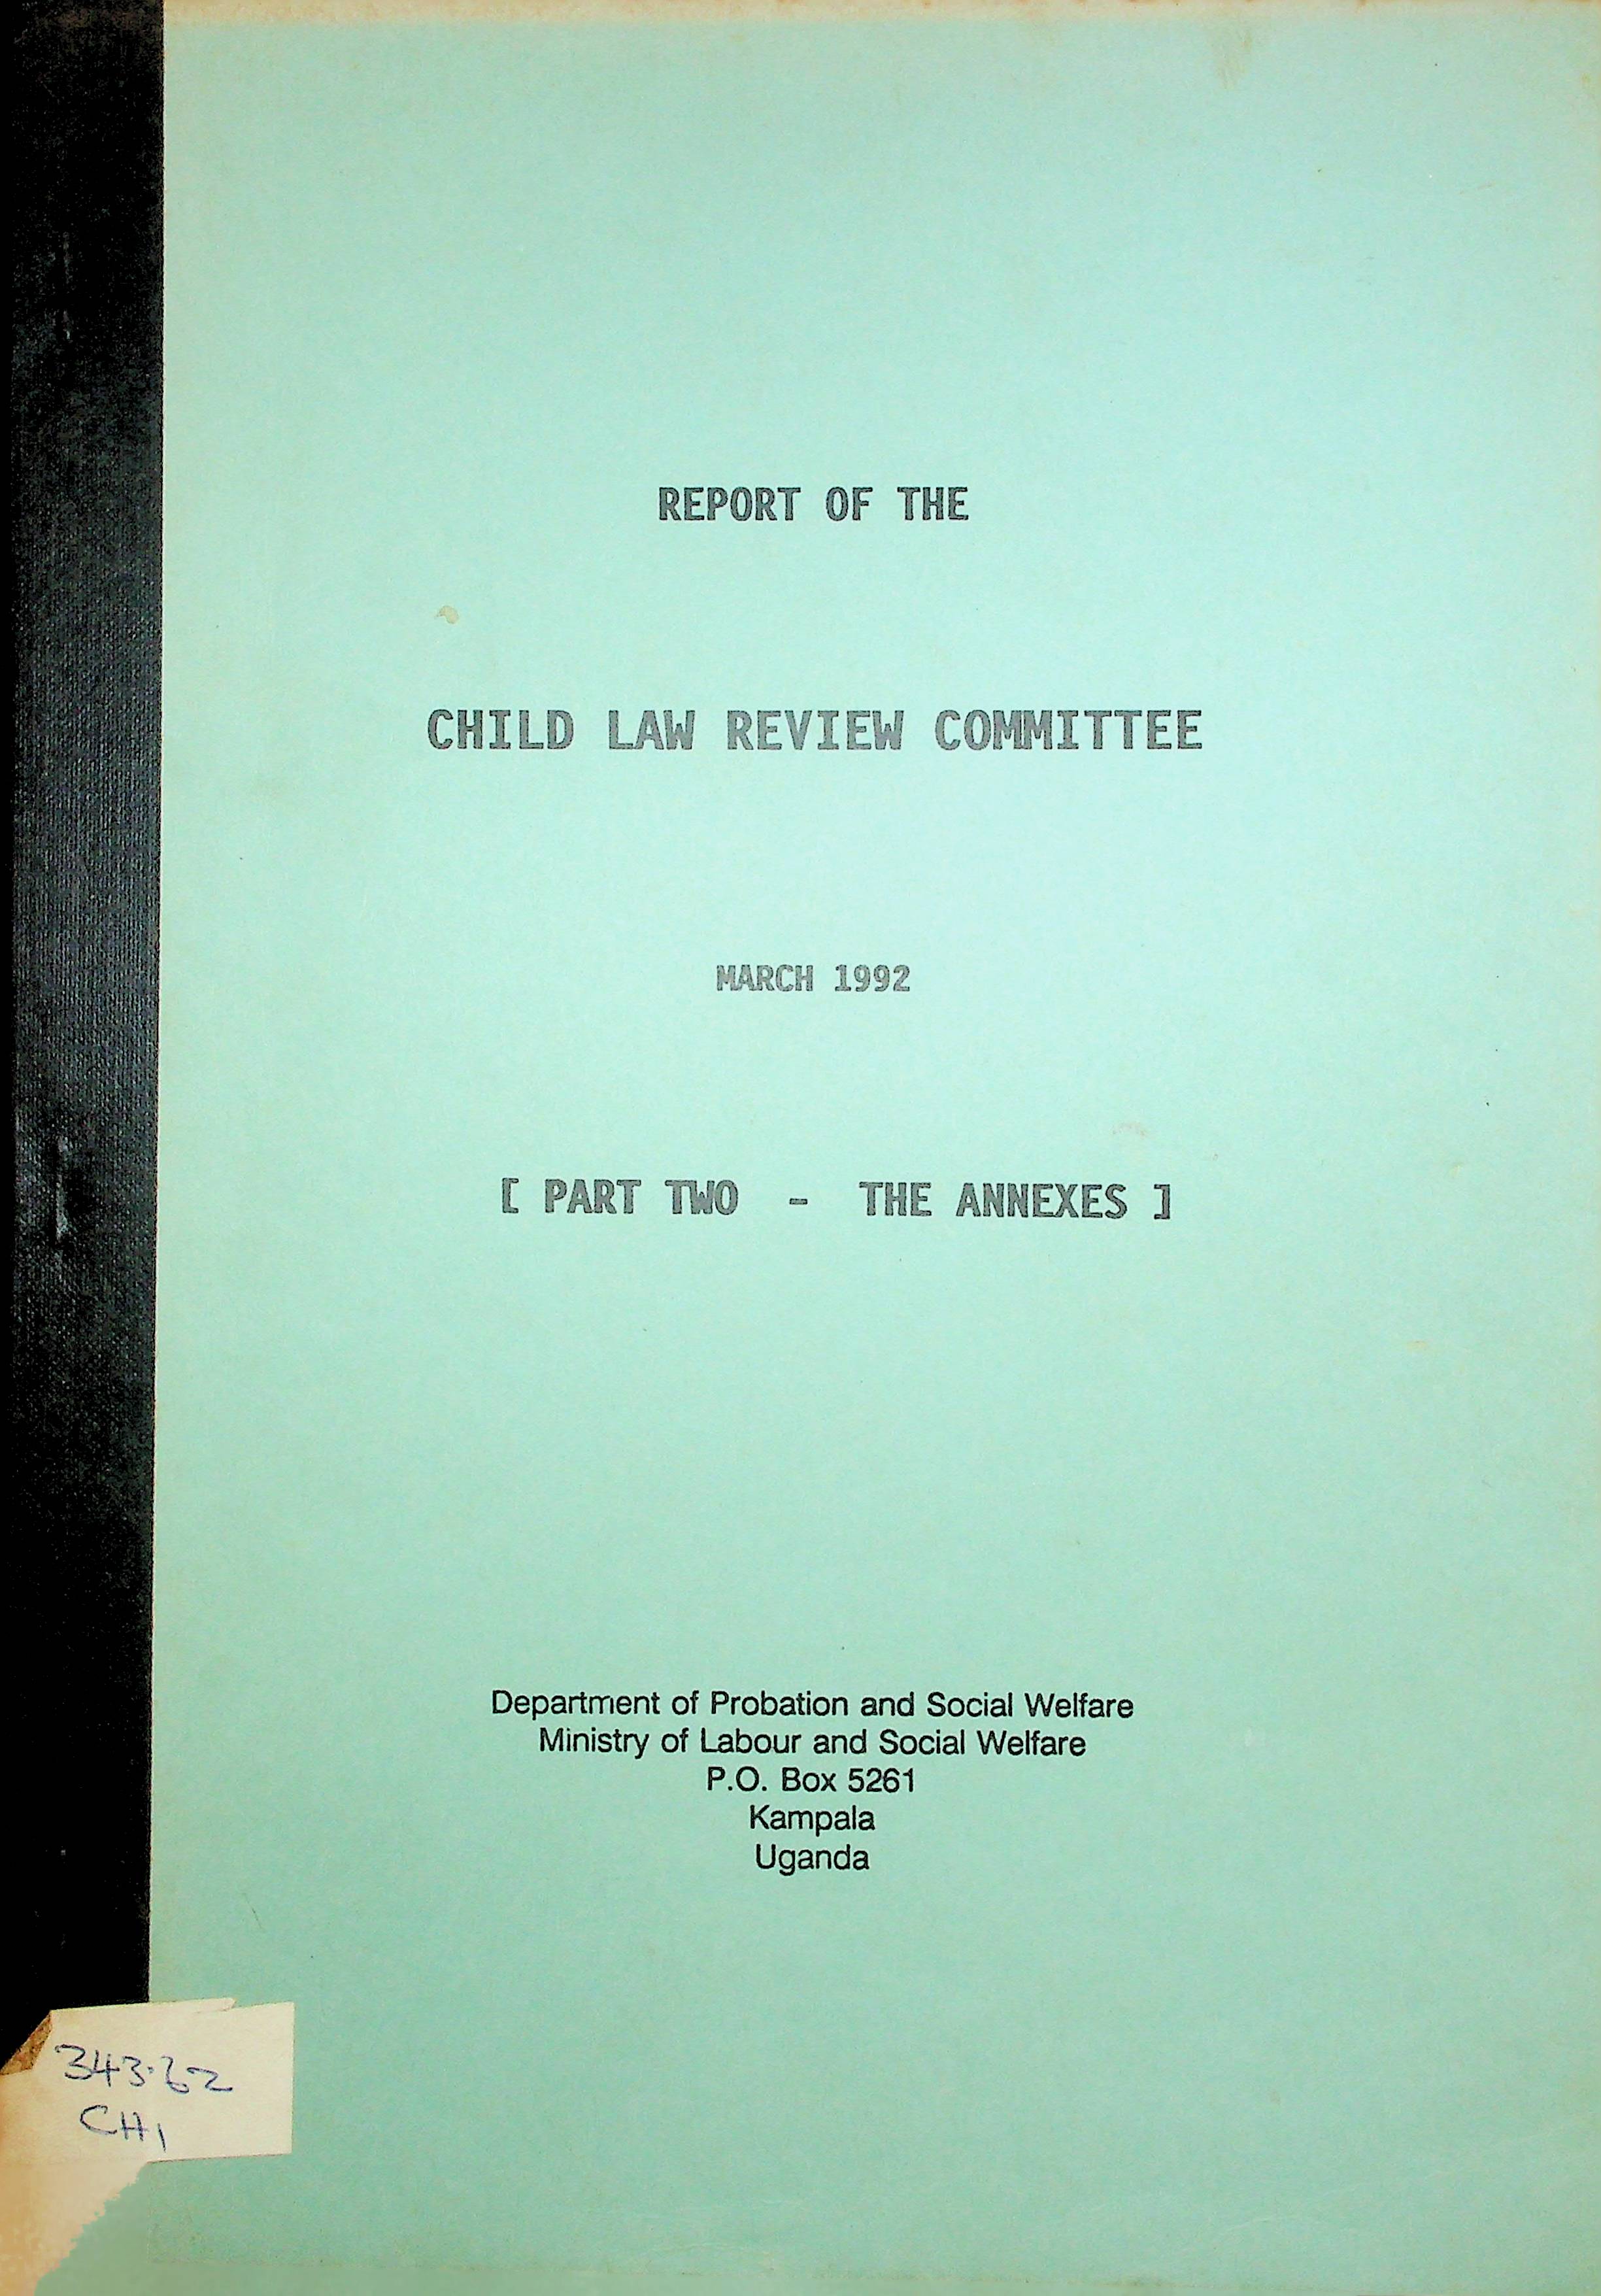 REPORT OF THE
CHILD LAW REVIEW COMMITTEE
MARCH 1992
[ PART TWO - THE ANNEXES ]
Department of Probation and Social Welfare
Ministry of Labour and Social Welfare
P.O. Box 5261
Kampala
Uganda
343.62
CHI